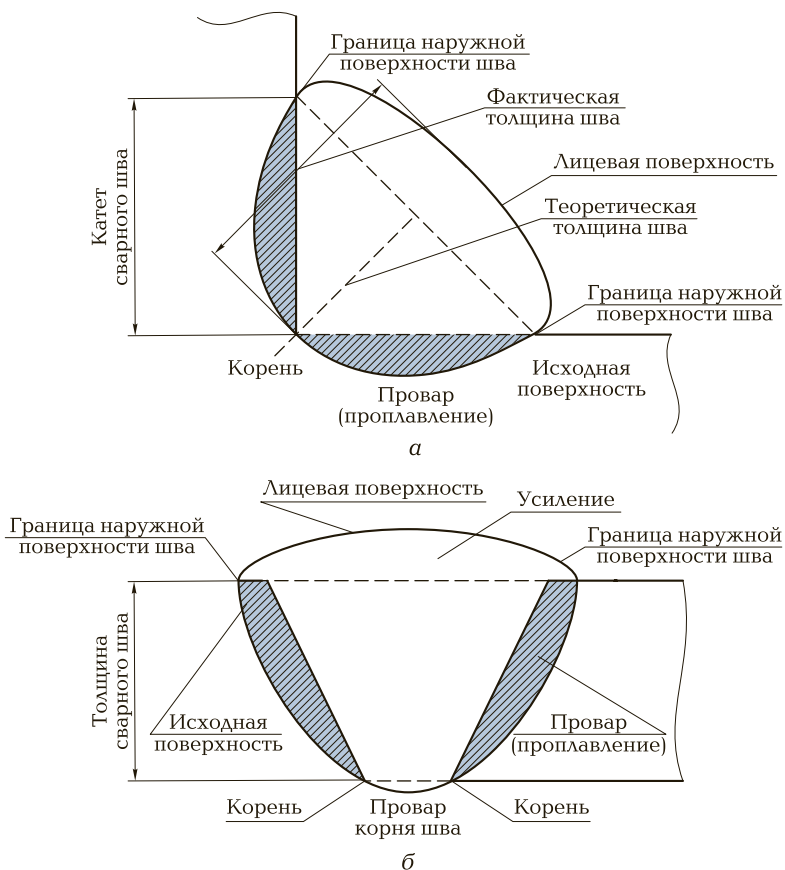 Граница наружной
поверхности шва
Фактическая
толщина шва
Лицевая поверхность
Теоретическая
толщина шва
Катет
сварного шва
Граница наружной
поверхности шва
Корень
Исходная
поверхность
Провар
(проплавление)
а
Лицевая поверхность
Усиление
Граница наружной
поверхности шва
Граница наружной
поверхности шва
Толщина
сварного шва
Исходная
поверхность
Провар
(проплавление)
Корень
Провар
корня шва
Корень
б